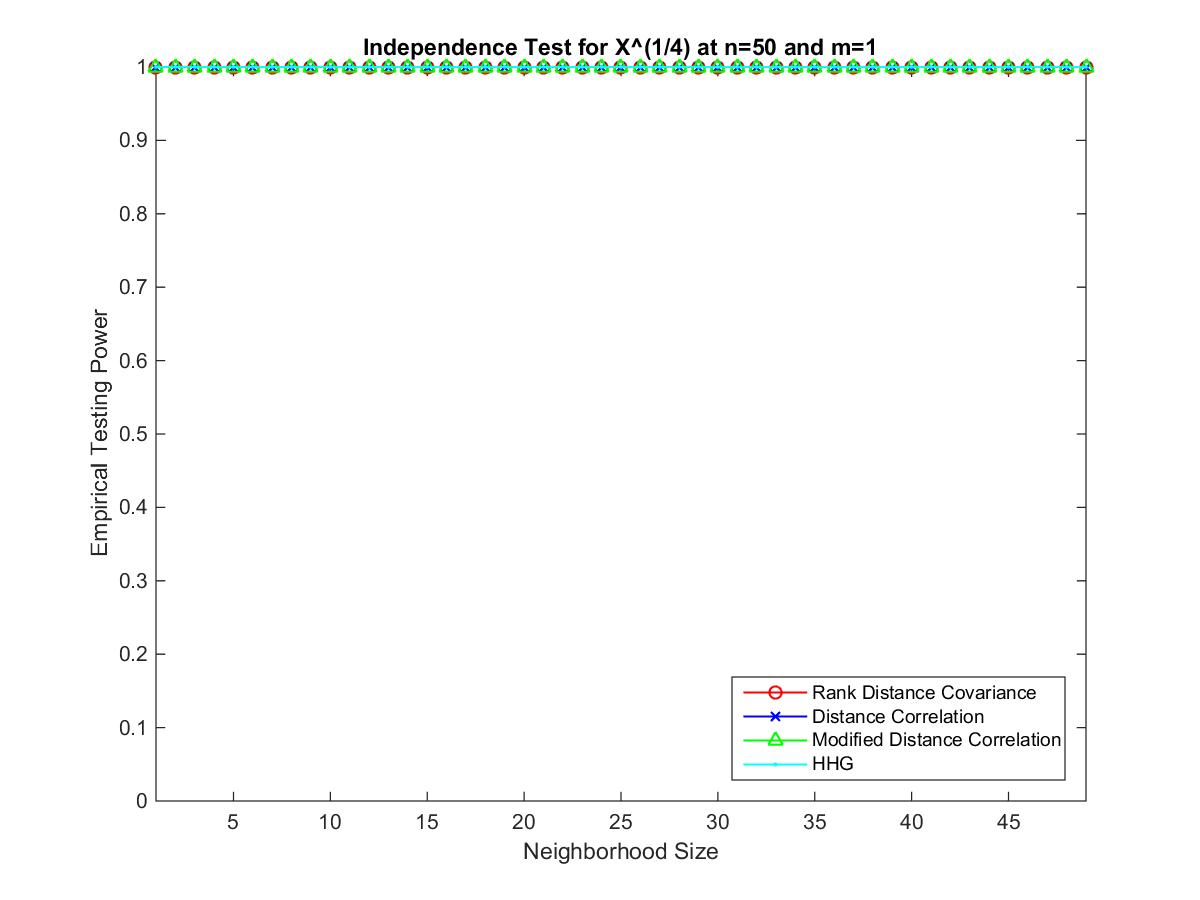 Independence Test for X^(1/4) at n=50 and m=1
1
0.9
0.8
0.7
0.6
0.5
0.4
0.3
0.2
0.1
0
Empirical Testing Power
Rank Distance Covariance
Distance Correlation
Modified Distance Correlation
HHG
5 10 15 20 25 30 35 40 45
Neighborhood Size